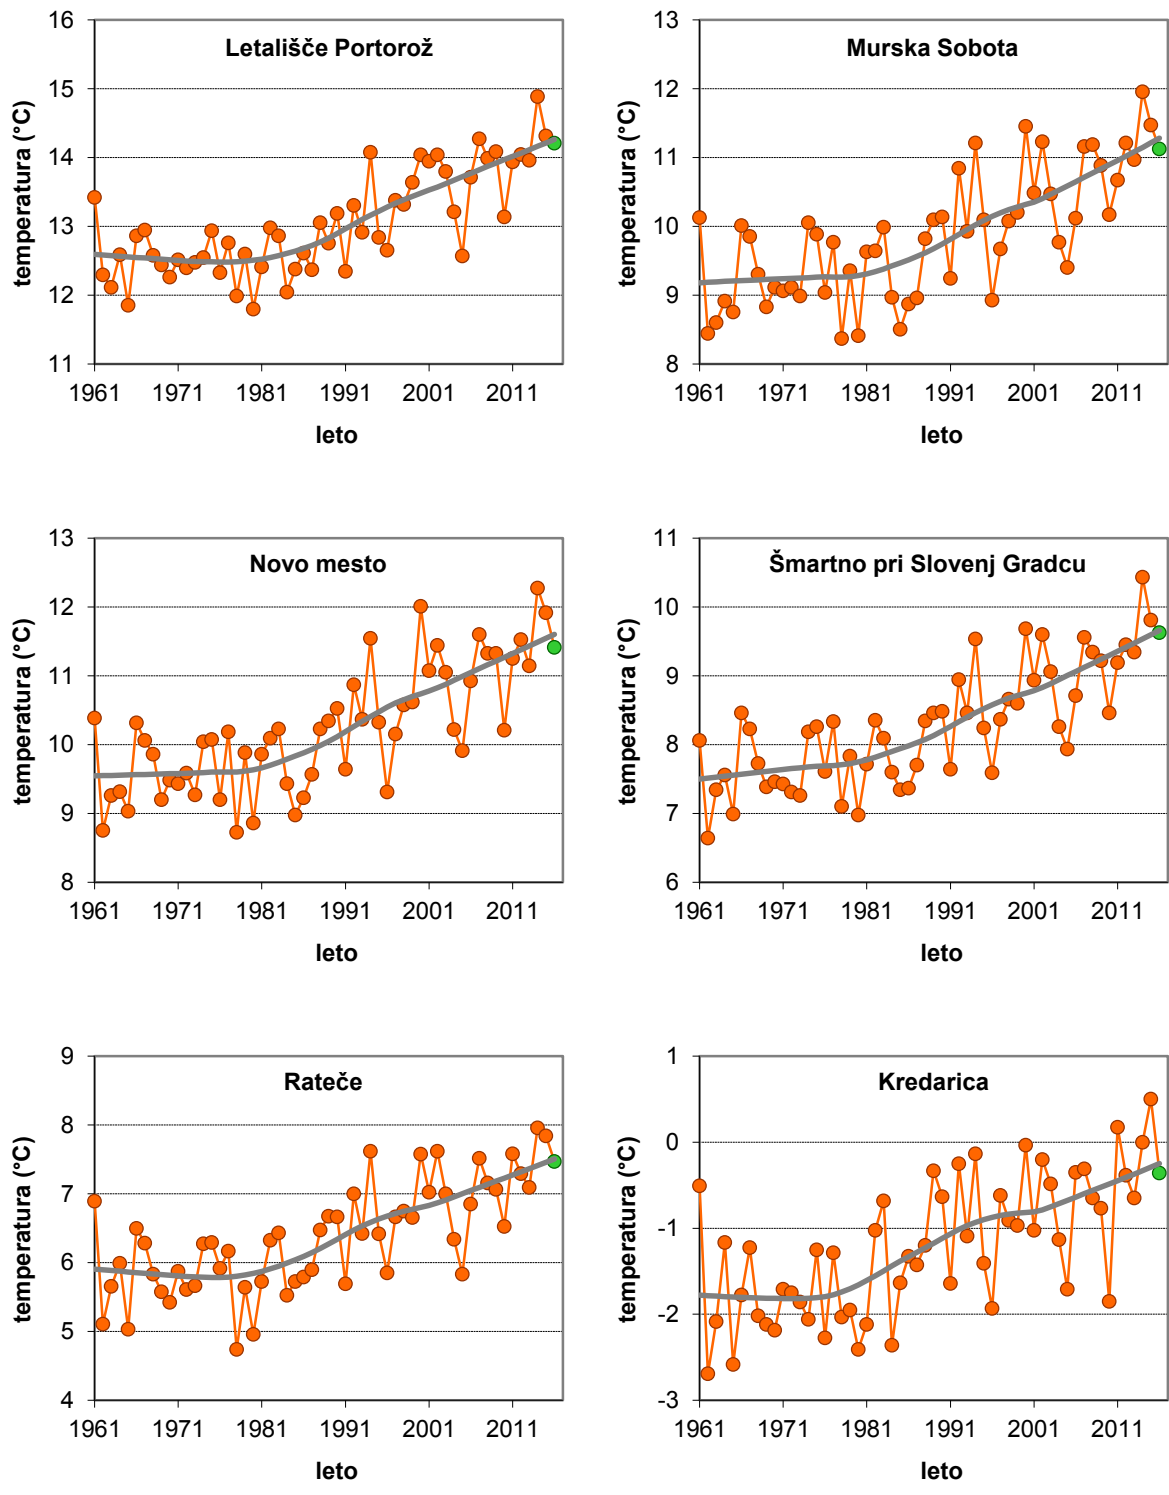 Letališče Portorož
temperatura (°C)
16
15
14
13
12
11
1961 1971 1981 1991 2001 2011
leto
Murska Sobota
temperatura (°C)
13
12
11
10
9
8
1961 1971 1981 1991 2001 2011
leto
Novo mesto
temperatura (°C)
13
12
11
10
9
8
1961 1971 1981 1991 2001 2011
leto
Šmartno pri Slovenj Gradcu
temperatura (°C)
11
10
9
8
7
6
1961 1971 1981 1991 2001 2011
leto
Rateče
temperatura (°C)
9
8
7
6
5
4
1961 1971 1981 1991 2001 2011
leto
Kredarica
temperatura (°C)
1
0
-1
-2
-3
1961 1971 1981 1991 2001 2011
leto